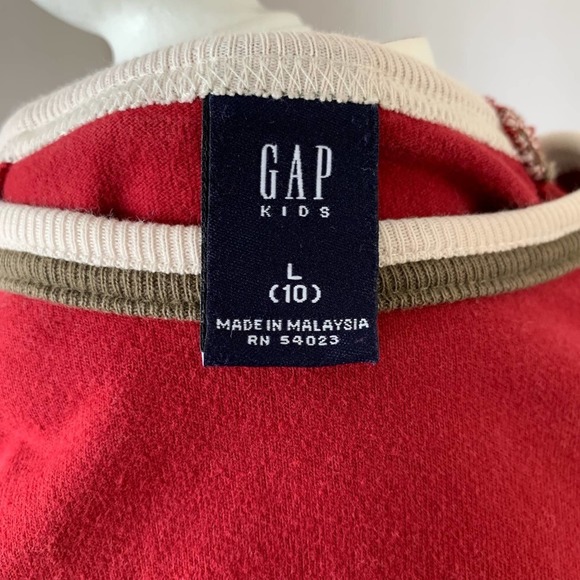 GAP
KIDS
L
(10)
MADE IN MALAYSIA
RN 54023